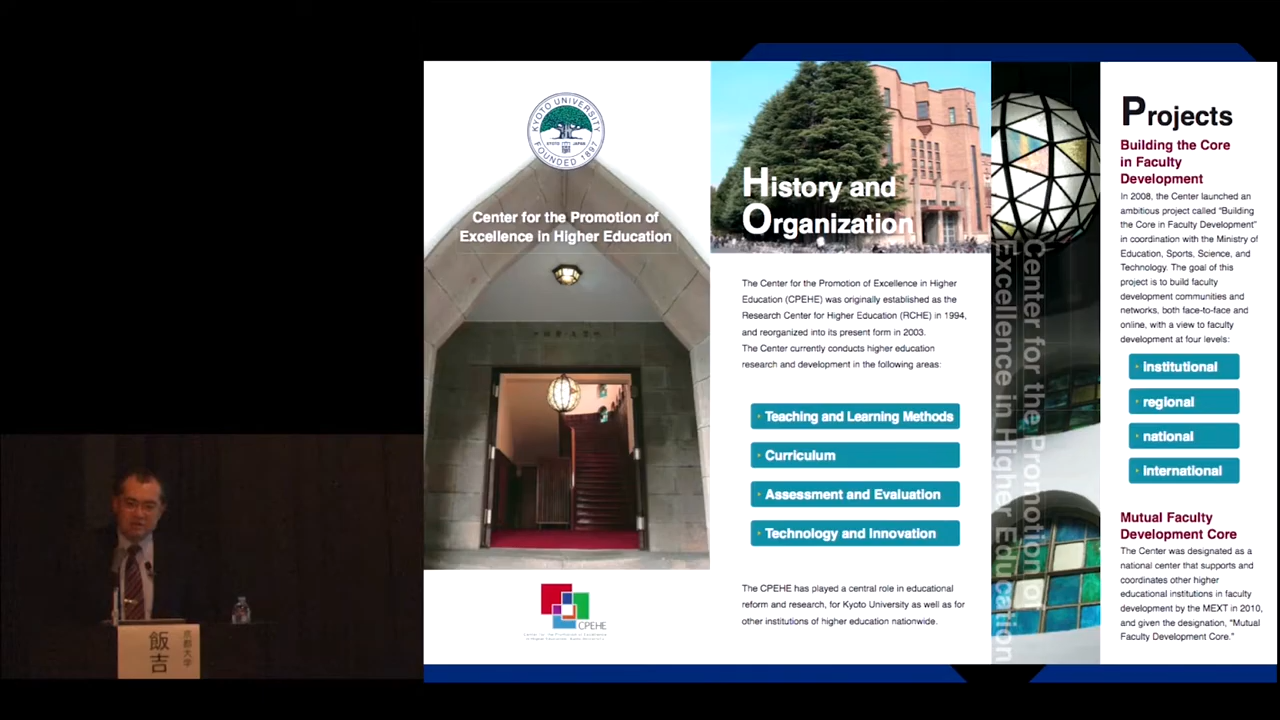 KYOTO UNIVERSITY
KYOTO JAPAN
FOUNDED 1897
Center for the Promotion of
Excellence in Higher Education
CPEHE
History and
Organization
The Center for the Promotion of Excellence in Higher
Education (CPEHE) was originally established as the
Research Center for Higher Education (RCHE) in 1994,
and reorganized into its present form in 2003.
The Center currently conducts higher education
research and development in the following areas:
Teaching and Learning Methods
Curriculum
Assessment and Evaluation
Technology and Innovation
The CPEHE has played a central role in educational
reform and research, for Kyoto University as well as for
other institutions of higher education nationwide.
Center for the Promotion of
Excellence in Higher Education
Projects
Building the Core
in Faculty
Development
In 2008, the Center launched an
ambitious project called "Building
the Core in Faculty Development"
in coordination with the Ministry of
Education, Sports, Science, and
Technology. The goal of this
project is to build faculty
development communities and
networks, both face-to-face and
online, with a view to faculty
development at four levels:
institutional
regional
national
international
Mutual Faculty
Development Core
The Center was designated as a
national center that supports and
coordinates other higher
educational institutions in faculty
development by the MEXT in 2010,
and given the designation, "Mutual
Faculty Development Core."
京都大学
飯吉